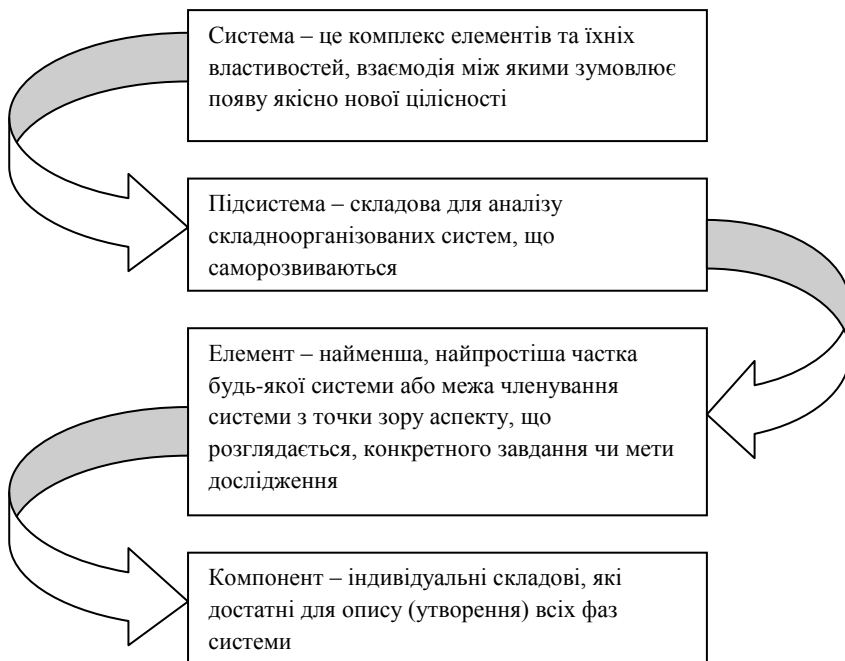 Система – це комплекс елементів та їхніх
властивостей, взаємодія між якими зумовлює
появу якісно нової цілісності
Підсистема – складова для аналізу
складноорганізованих систем, що
саморозвиваються
Елемент – найменша, найпростіша частка
будь-якої системи або межа членування
системи з точки зору аспекту, що
розглядається, конкретного завдання чи мети
дослідження
Компонент – індивідуальні складові, які
достатні для опису (утворення) всіх фаз
системи